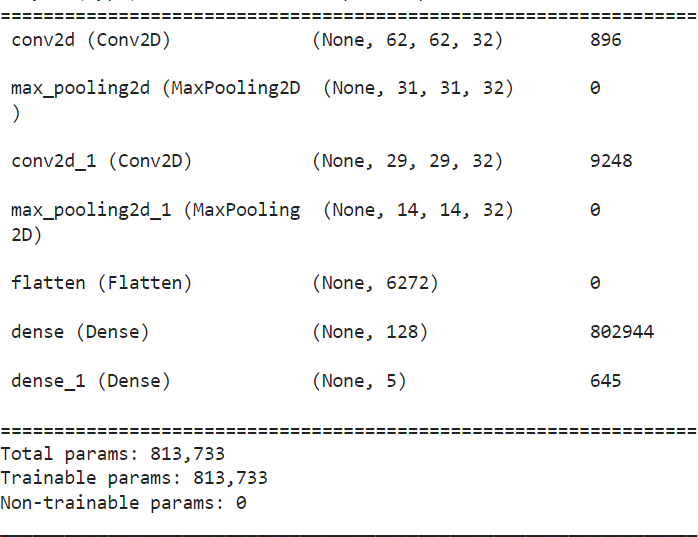 =================================================================
conv2d (Conv2D) (None, 62, 62, 32) 896
max_pooling2d (MaxPooling2D (None, 31, 31, 32) 0
)
conv2d_1 (Conv2D) (None, 29, 29, 32) 9248
max_pooling2d_1 (MaxPooling (None, 14, 14, 32) 0
2D)
flatten (Flatten) (None, 6272) 0
dense (Dense) (None, 128) 802944
dense_1 (Dense) (None, 5) 645
=================================================================
Total params: 813,733
Trainable params: 813,733
Non-trainable params: 0
_________________________________________________________________